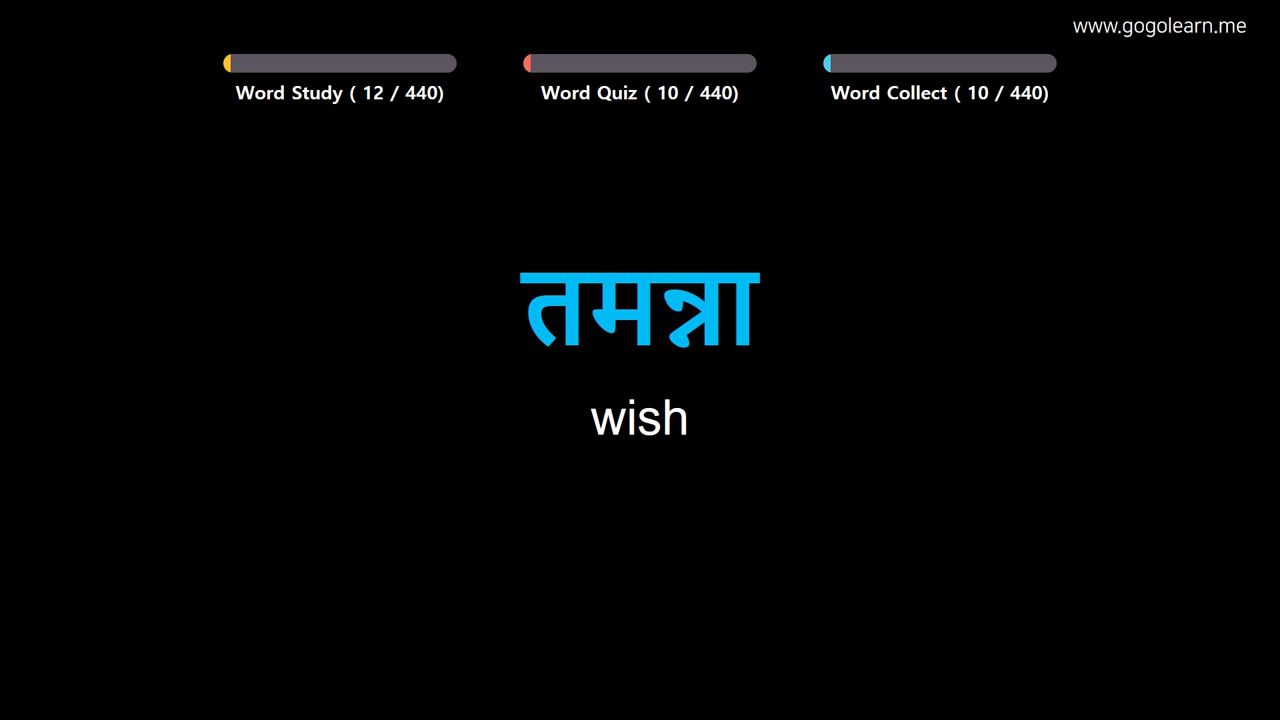 www.gogolearn.me
Word Study ( 12 / 440)
Word Quiz ( 10 / 440)
Word Collect ( 10 / 440)
तमन्ना
wish